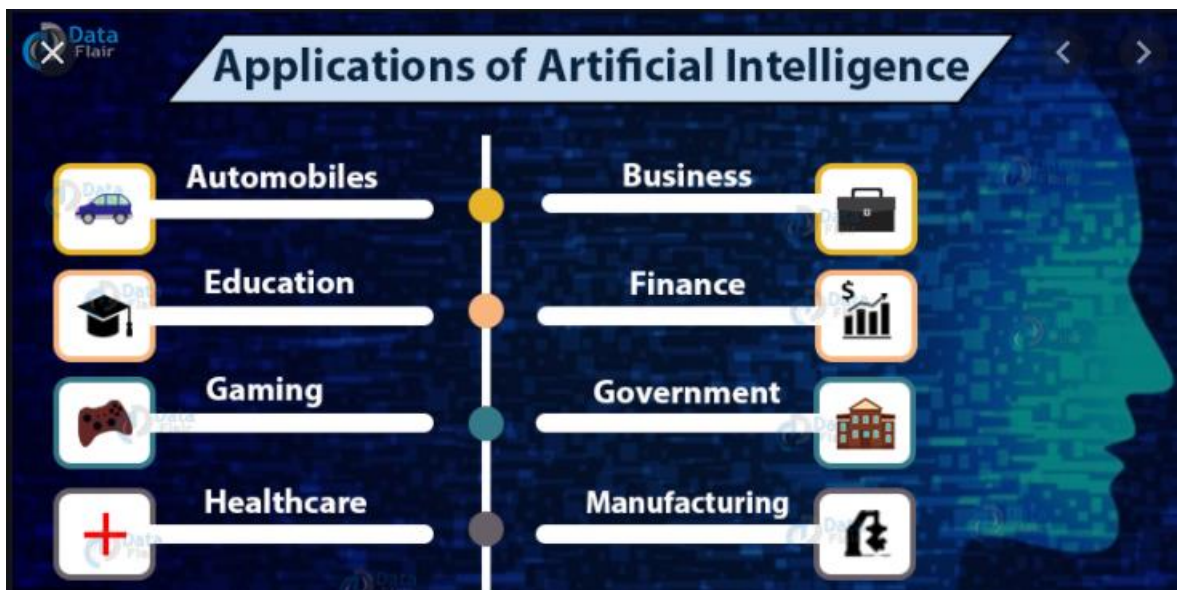 Data
Flair
Applications of Artificial Intelligence
Automobiles
Business
Education
Finance
$
Gaming
Government
Healthcare
Manufacturing